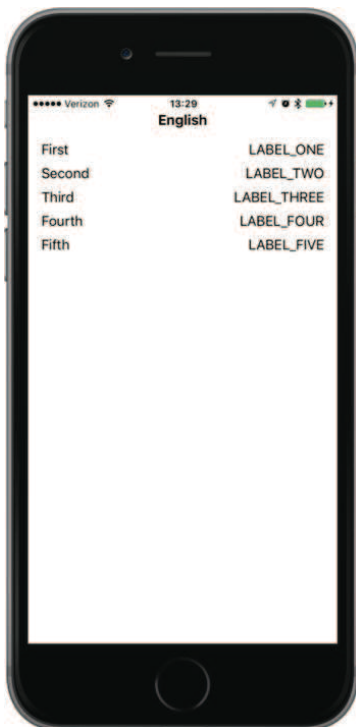 Verizon 13:29
English
First LABEL_ONE
Second LABEL_TWO
Third LABEL_THREE
Fourth LABEL_FOUR
Fifth LABEL_FIVE